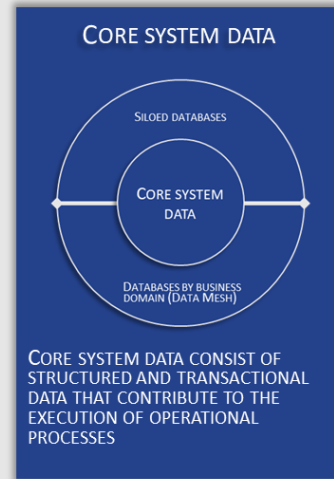 Core system data
Siloed databases
Core system
data
Databases by business
domain (Data Mesh)
Core system data consist of
structured and transactional
data that contribute to the
execution of operational
processes